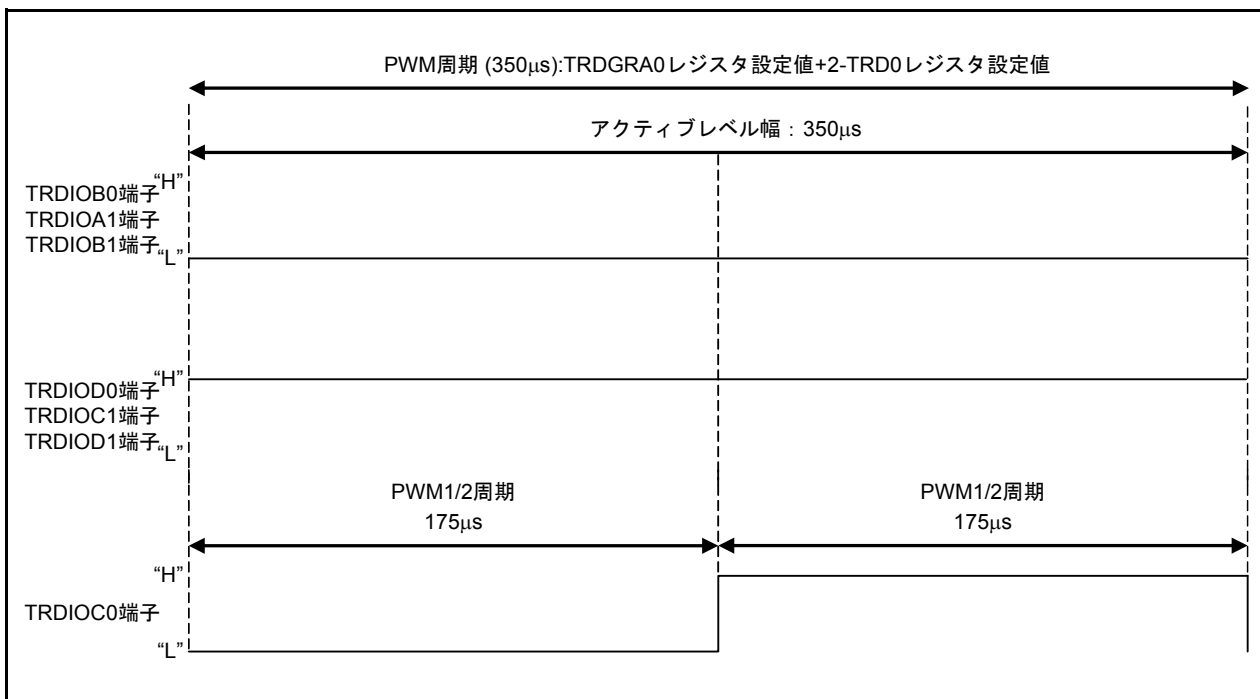 PWM周期 (350μs):TRDGRA0レジスタ設定値+2-TRD0レジスタ設定値
アクティブレベル幅：350μs
“H”
TRDIOB0端子
TRDIOA1端子
TRDIOB1端子
“L”
“H”
TRDIOD0端子
TRDIOC1端子
TRDIOD1端子
“L”
PWM1/2周期
175μs
PWM1/2周期
175μs
“H”
TRDIOC0端子
“L”